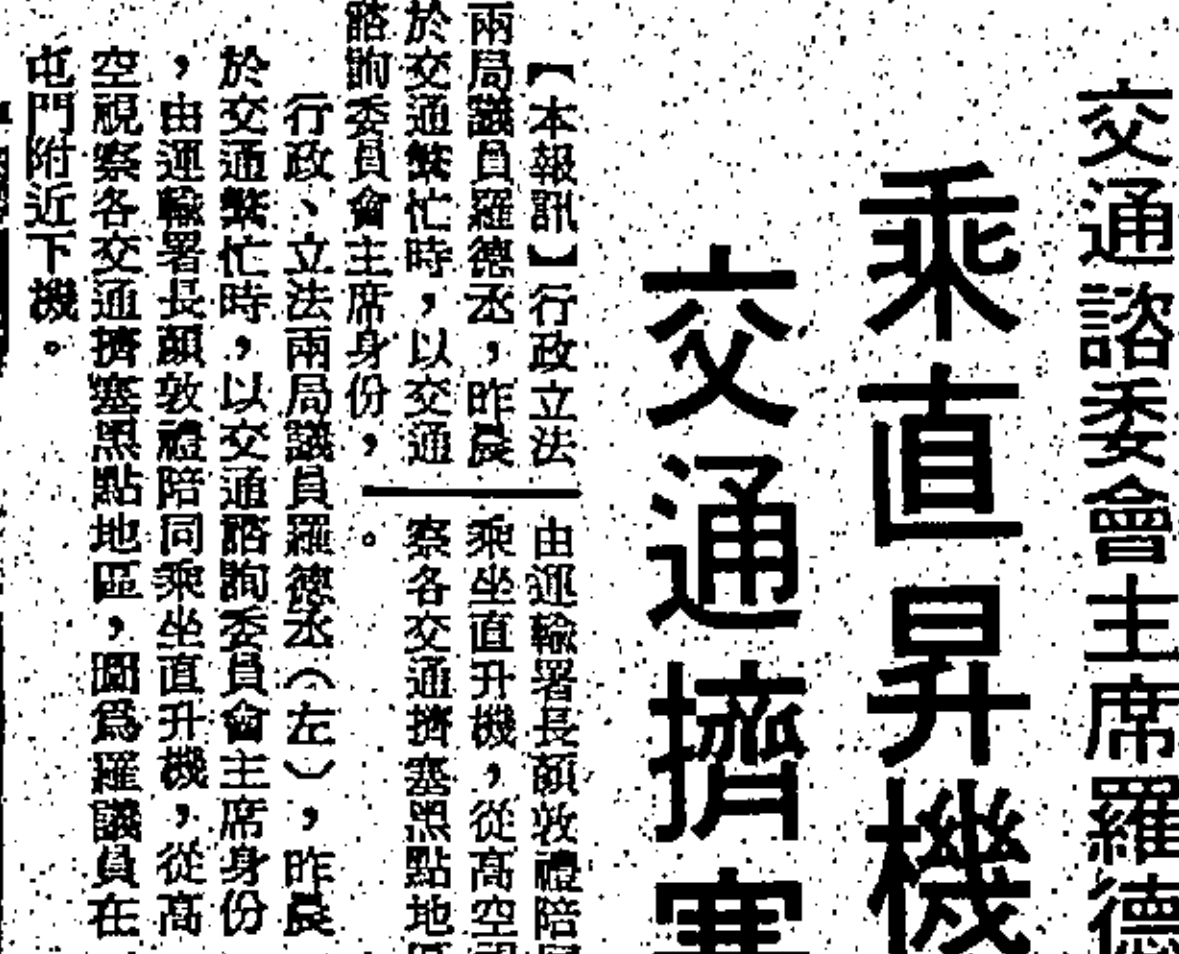 交通諮委會主席羅德
乘直昇機
交通擠塞
【本報訊】行政立法
兩局議員羅德丞，昨晨
於交通繁忙時，以交通
諮詢委員會主席身份，
由運輸署長顏敦禮陪同
乘坐直升機，從高空視
察各交通擠塞黑點地區
。
行政、立法兩局議員羅德丞（左），昨晨
於交通繁忙時，以交通諮詢委員會主席身份
，由運輸署長顏敦禮陪同乘坐直升機，從高
空視察各交通擠塞黑點地區，圖爲羅議員在
屯門附近下機。